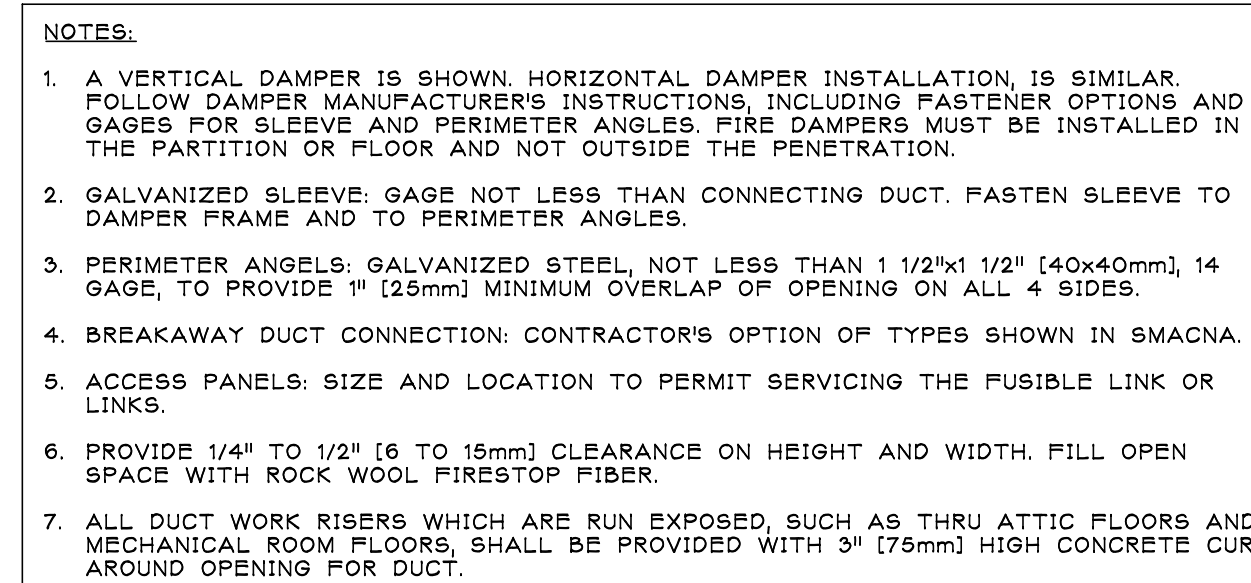 NOTES:
1. A VERTICAL DAMPER IS SHOWN. HORIZONTAL DAMPER INSTALLATION, IS SIMILAR.
FOLLOW DAMPER MANUFACTURER'S INSTRUCTIONS, INCLUDING FASTENER OPTIONS AND
GAGES FOR SLEEVE AND PERIMETER ANGLES. FIRE DAMPERS MUST BE INSTALLED IN
THE PARTITION OR FLOOR AND NOT OUTSIDE THE PENETRATION.
2. GALVANIZED SLEEVE: GAGE NOT LESS THAN CONNECTING DUCT. FASTEN SLEEVE TO
DAMPER FRAME AND TO PERIMETER ANGLES.
3. PERIMETER ANGELS: GALVANIZED STEEL, NOT LESS THAN 1 1/2"x1 1/2" [40x40mm], 14
GAGE, TO PROVIDE 1" [25mm] MINIMUM OVERLAP OF OPENING ON ALL 4 SIDES.
4. BREAKAWAY DUCT CONNECTION: CONTRACTOR'S OPTION OF TYPES SHOWN IN SMACNA.
5. ACCESS PANELS: SIZE AND LOCATION TO PERMIT SERVICING THE FUSIBLE LINK OR
LINKS.
6. PROVIDE 1/4" TO 1/2" [6 TO 15mm] CLEARANCE ON HEIGHT AND WIDTH. FILL OPEN
SPACE WITH ROCK WOOL FIRESTOP FIBER.
7. ALL DUCT WORK RISERS WHICH ARE RUN EXPOSED, SUCH AS THRU ATTIC FLOORS AND
MECHANICAL ROOM FLOORS, SHALL BE PROVIDED WITH 3" [75mm] HIGH CONCRETE CUR
AROUND OPENING FOR DUCT.